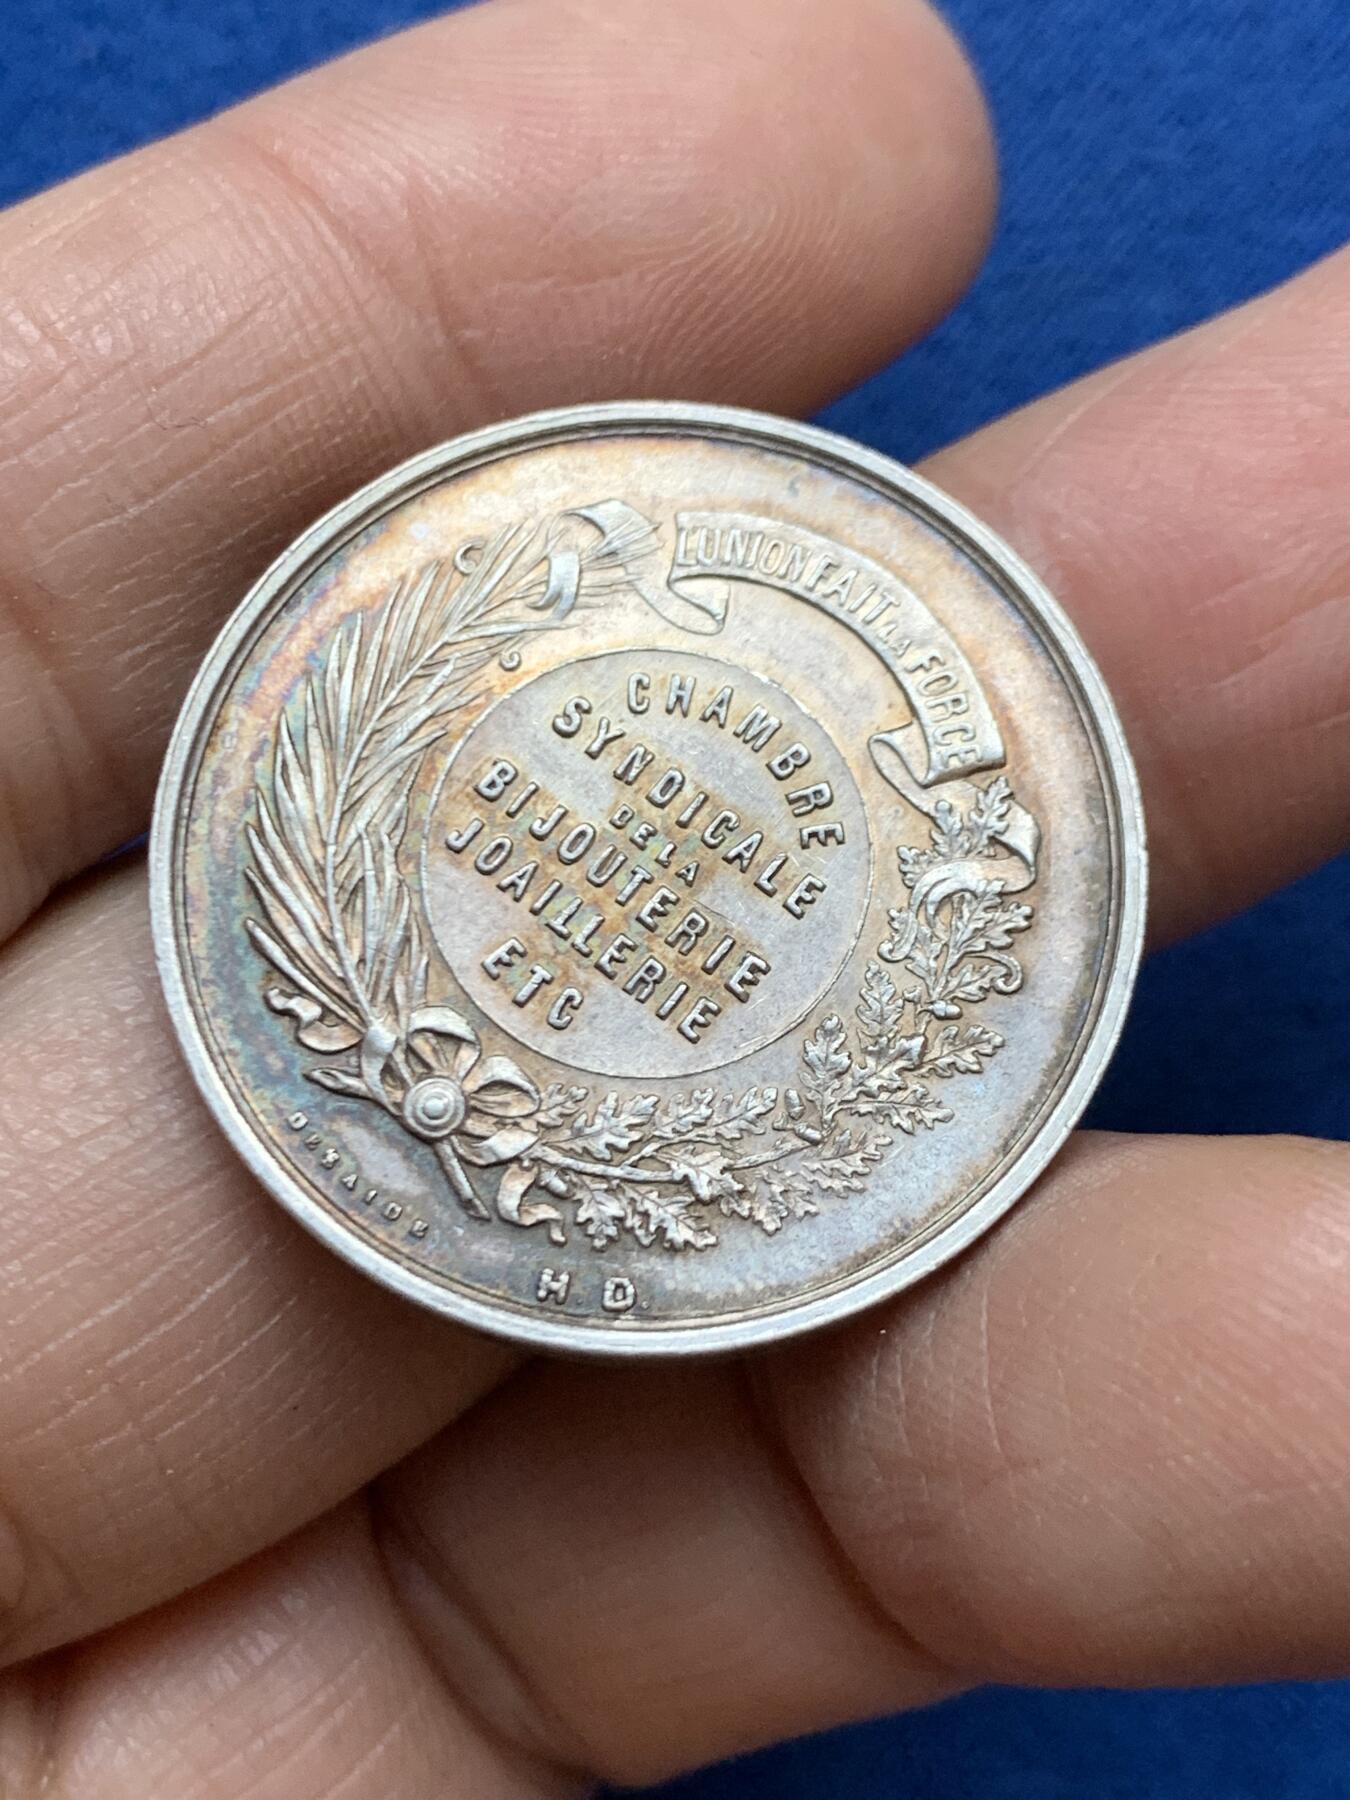 L'UNION FAIT LA FORCE
CHAMBRE
SYNDICALE
DE LA
BIJOUTERIE
JOAILLERIE
ETC
DESAIDE
H. D.